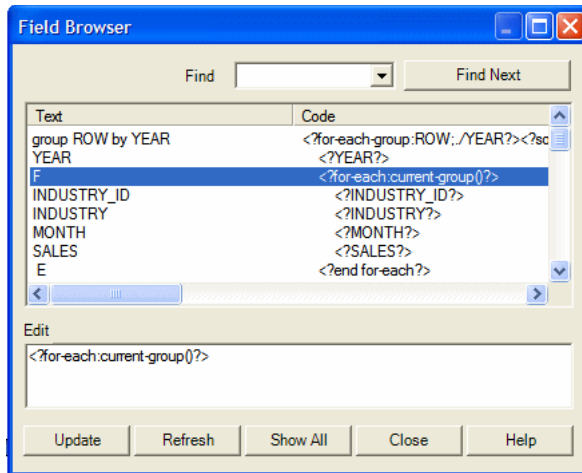 Field Browser
Find
Find Next
Text Code
group ROW by YEAR <?for-each-group:ROW;./YEAR?><?so
YEAR <?YEAR?>
F <?for-each:current-group()?>
INDUSTRY_ID <?INDUSTRY_ID?>
INDUSTRY <?INDUSTRY?>
MONTH <?MONTH?>
SALES <?SALES?>
E <?end for-each?>
Edit
<?for-each:current-group()?>
Update Refresh Show All Close Help